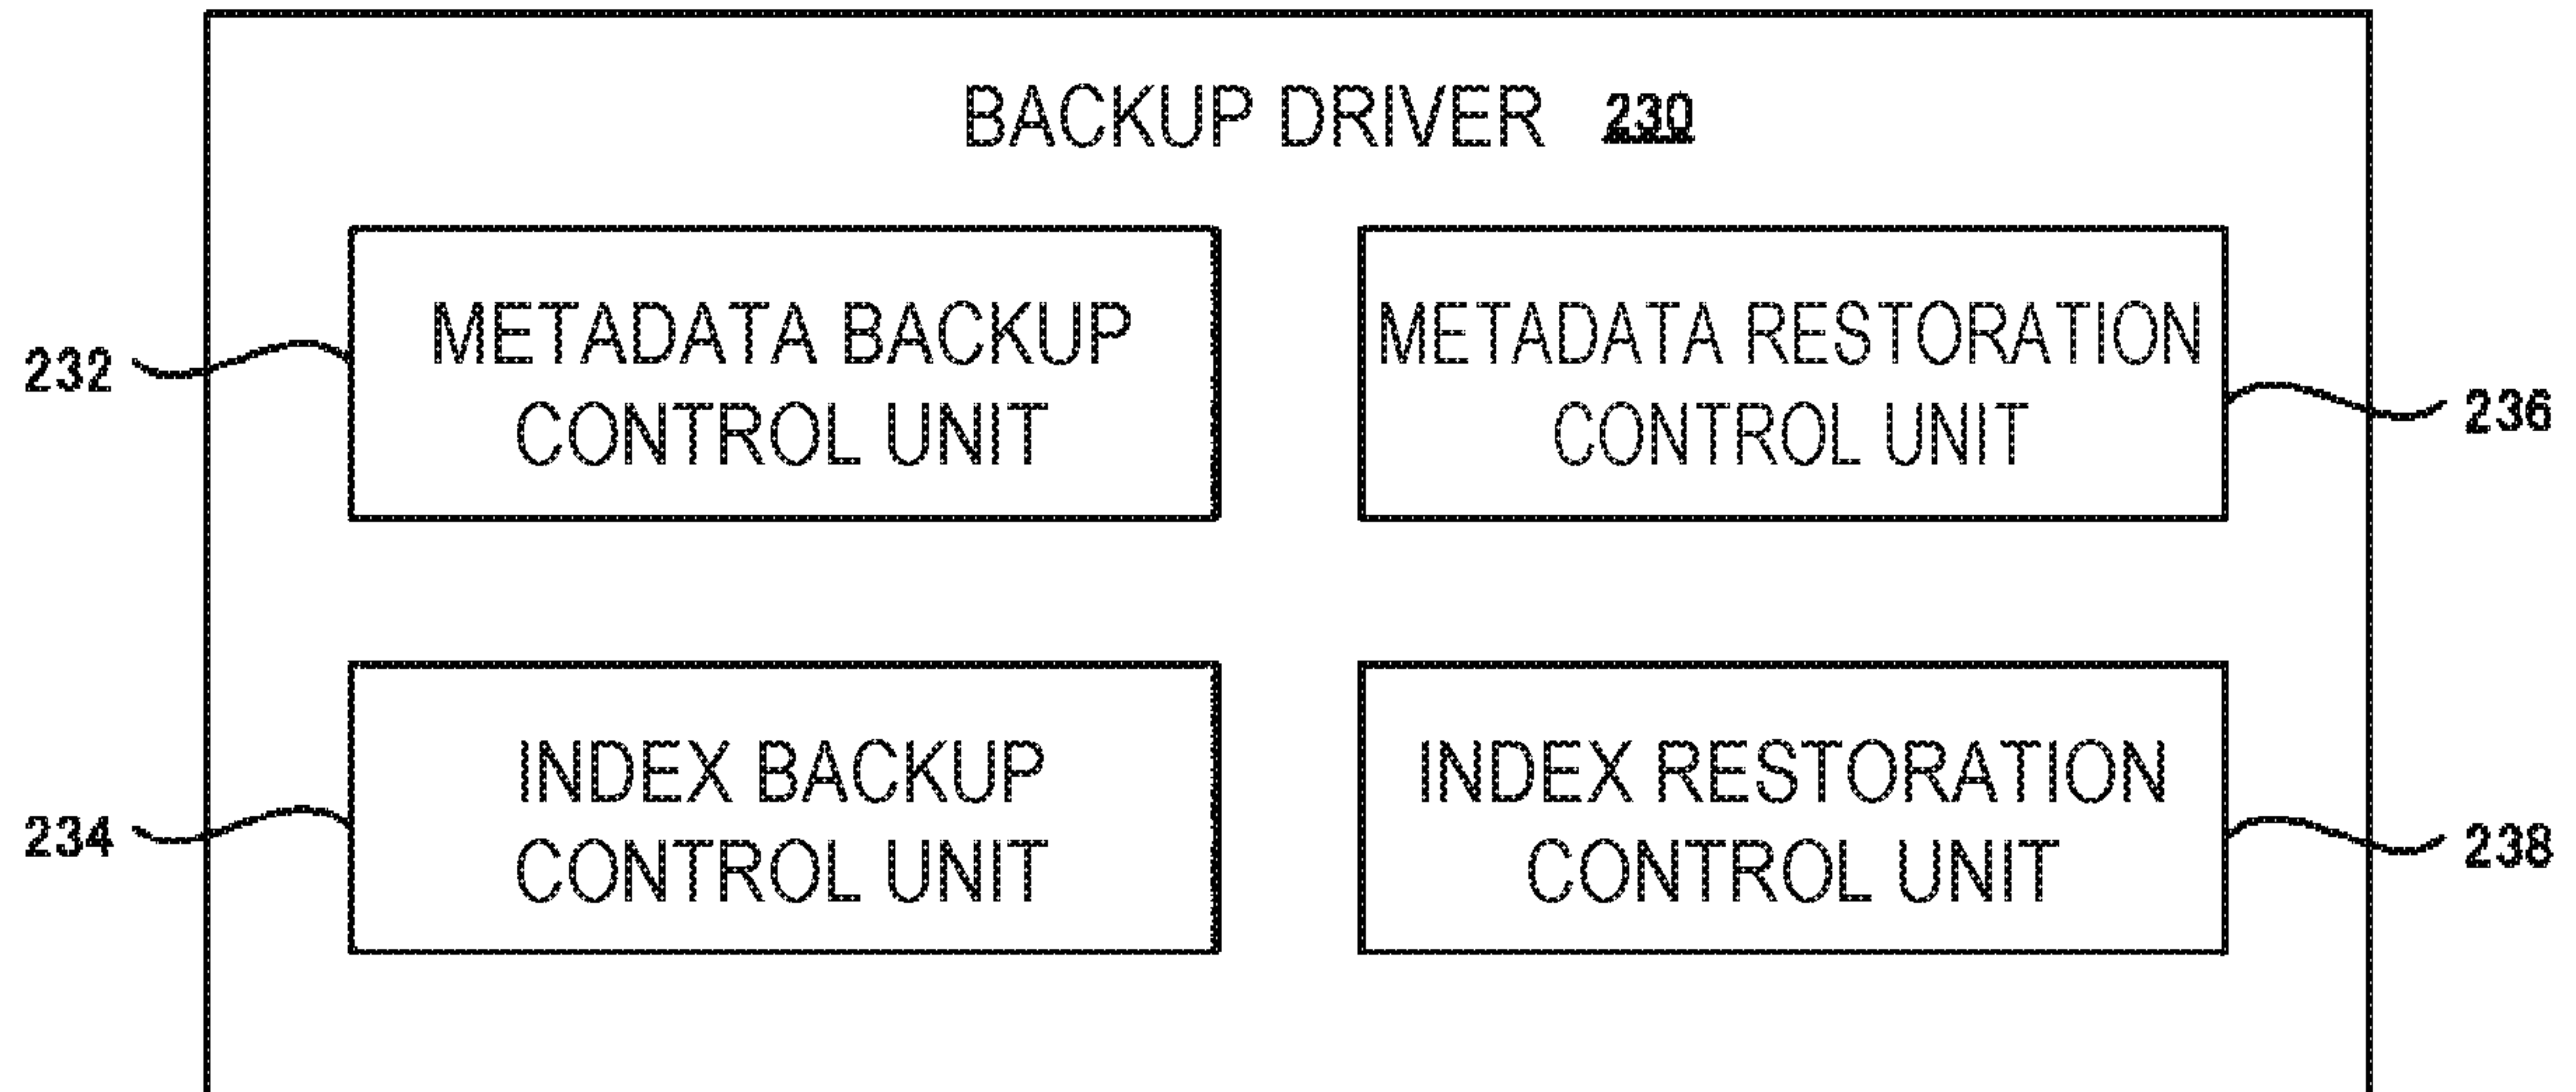 BACKUP DRIVER 230
232
METADATA BACKUP
CONTROL UNIT
METADATA RESTORATION
CONTROL UNIT
236
234
INDEX BACKUP
CONTROL UNIT
INDEX RESTORATION
CONTROL UNIT
238